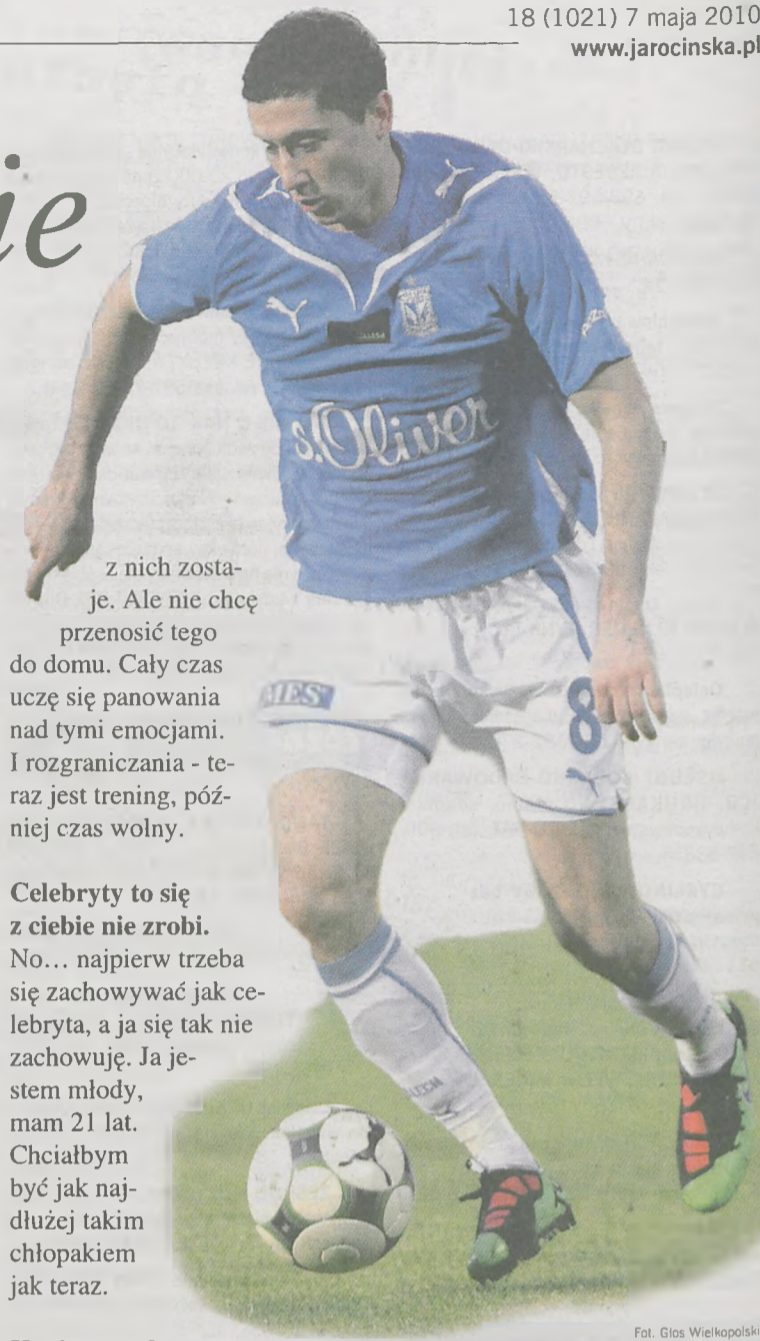 18 (1021) 7 maja 2010
www.jarocinska.pl
ie
s.Oliver
MES
8
LECH
z nich zosta-
je. Ale nie chcę
przenosić tego
do domu. Cały czas
uczę się panowania
nad tymi emocjami.
I rozgraniczania - te-
raz jest trening, póź-
niej czas wolny.
Celebryty to się
z ciebie nie zrobi.
No... najpierw trzeba
się zachowywać jak ce-
lebryta, a ja się tak nie
zachowuję. Ja je-
stem młody,
mam 21 lat.
Chciałbym
być jak naj-
dłużej takim
chłopakiem
jak teraz.
Fot. Głos Wielkopolski